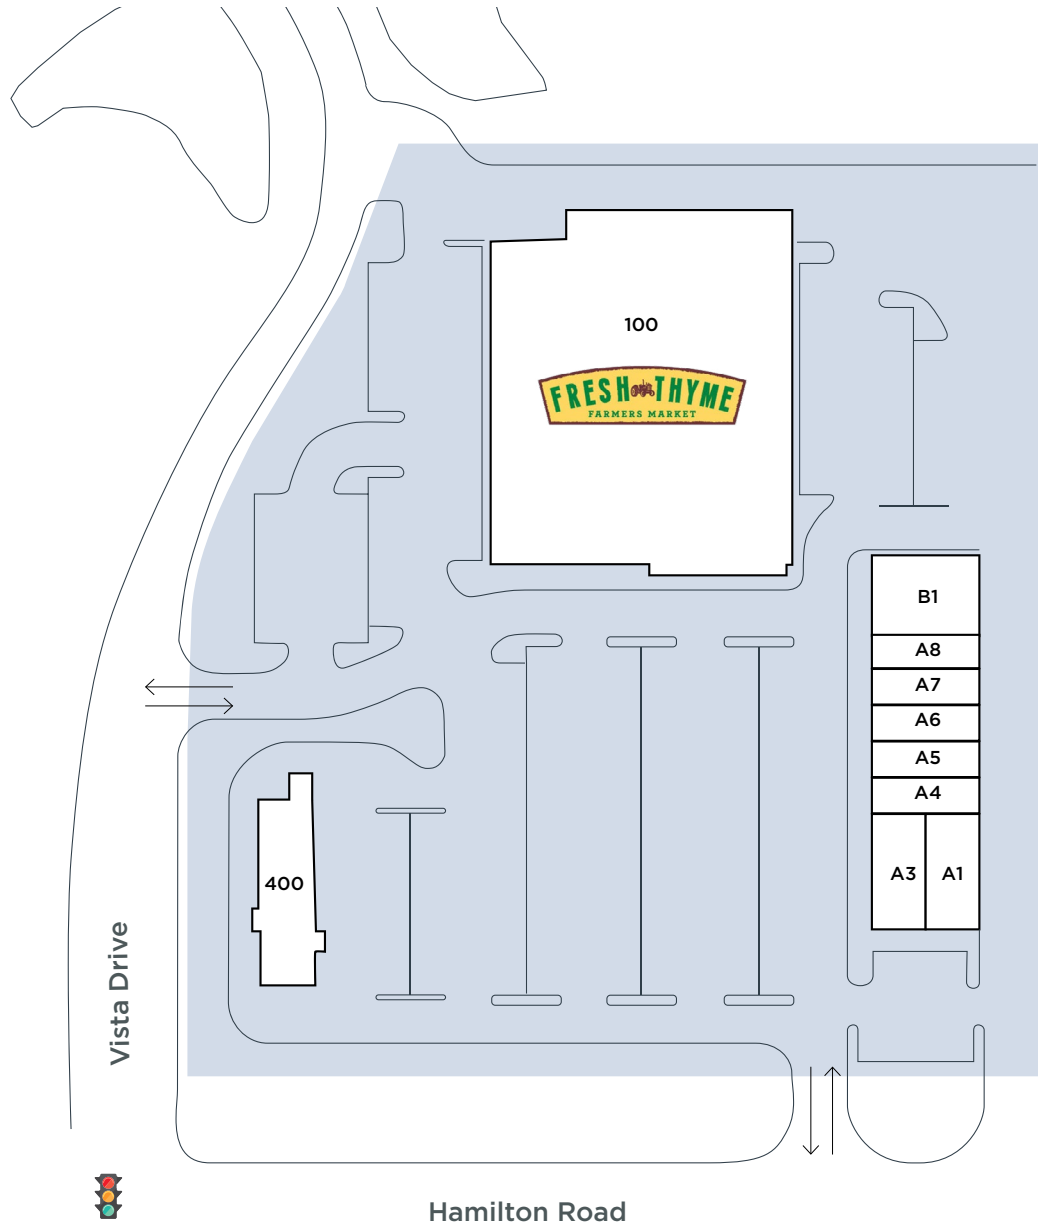 100
FRESH THYME
FARMERS MARKET
B1
A8
A7
A6
A5
A4
A3 A1
400
Vista Drive
Hamilton Road